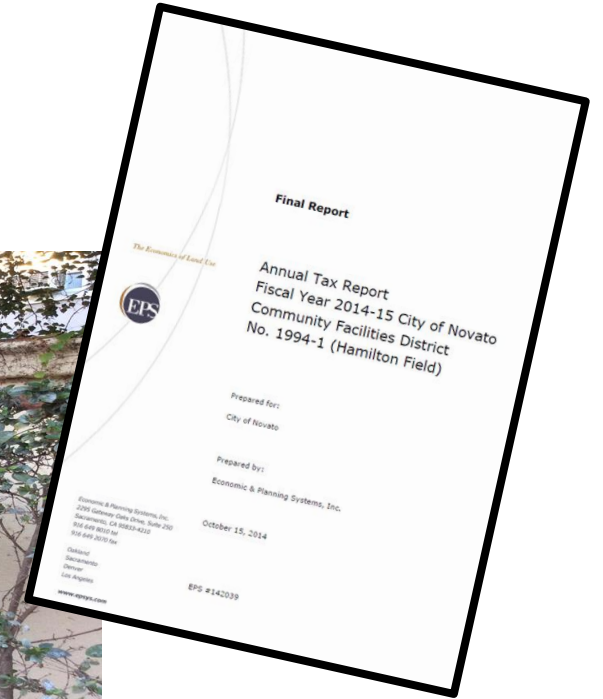 Final Report
The Economics of Land Use
EPS
Annual Tax Report
Fiscal Year 2014-15 City of Novato
Community Facilities District
No. 1994-1 (Hamilton Field)
Prepared for:
City of Novato
Prepared by:
Economic & Planning Systems, Inc.
October 15, 2014
EPS #142039
Economic & Planning Systems, Inc.
2295 Gateway Oaks Drive, Suite 250
Sacramento, CA 95833-4210
916 649 8010 tel
916 649 2070 fax
Oakland
Sacramento
Denver
Los Angeles
www.epsys.com